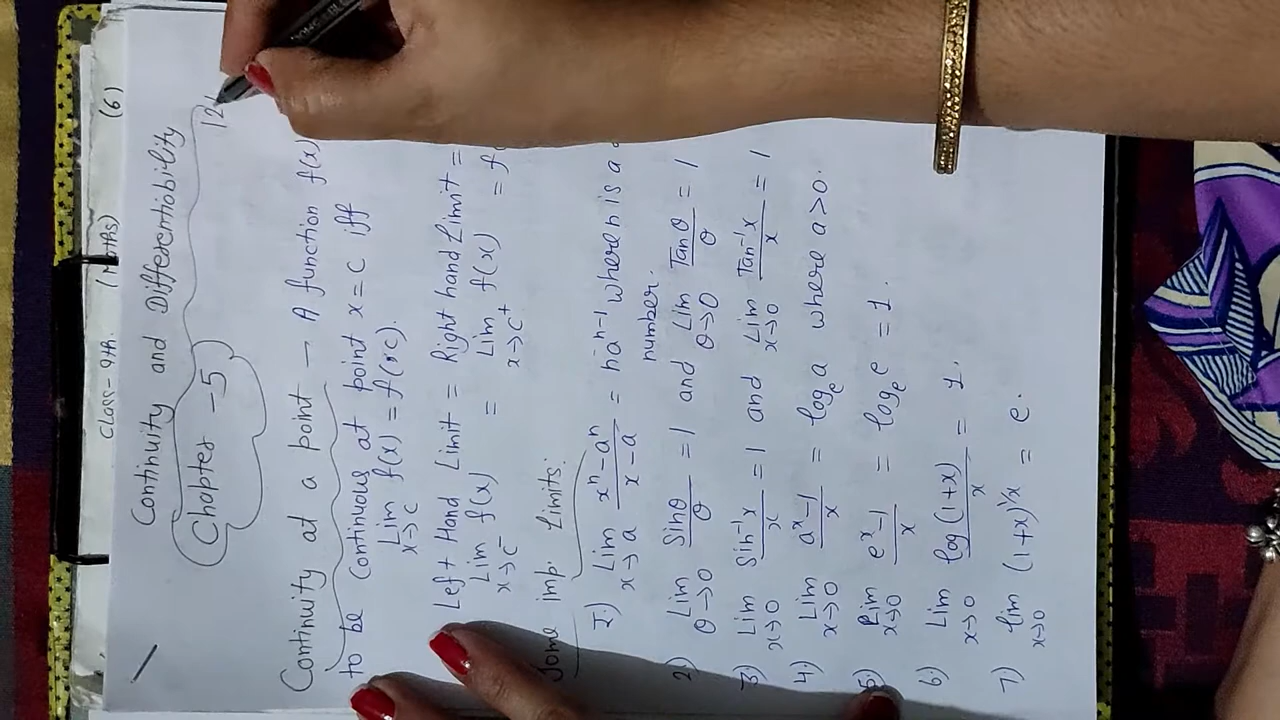 Class - 9th. (Maths) (6)
Continuity and Differentiability
Chapter - 5
12
Continuity at a point - A function f(x)
to be continuous at point x = c iff
Lim x→c f(x) = f(c).
Left Hand Limit = Right hand Limit =
Lim x→c⁻ f(x) = Lim x→c⁺ f(x) = f(
Some imp. Limits:
1.) Lim x→a (xⁿ-aⁿ)/(x-a) = naⁿ⁻¹ where n is a
number.
2.) Lim θ→0 Sinθ/θ = 1 and Lim θ→0 Tanθ/θ = 1
3.) Lim x→0 Sin⁻¹x/x = 1 and Lim x→0 Tan⁻¹x/x = 1
4.) Lim x→0 (aˣ-1)/x = logₑa where a>0.
5.) Lim x→0 (eˣ-1)/x = logₑe = 1.
6.) Lim x→0 log(1+x)/x = 1.
7) lim x→0 (1+x)^1/x = e.